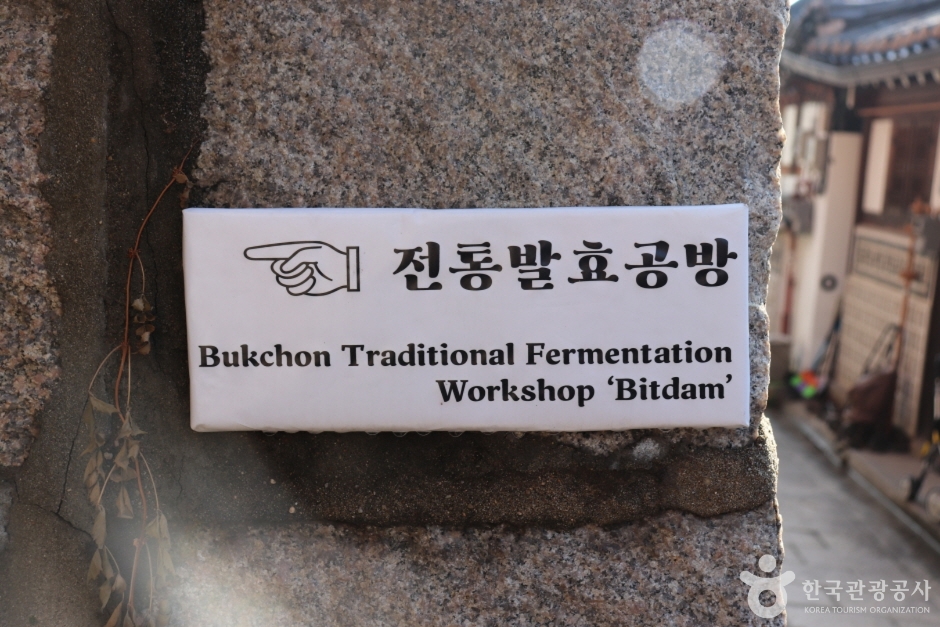 전통발효공방
Bukchon Traditional Fermentation
Workshop ‘Bitdam’
한국관광공사
KOREA TOURISM ORGANIZATION